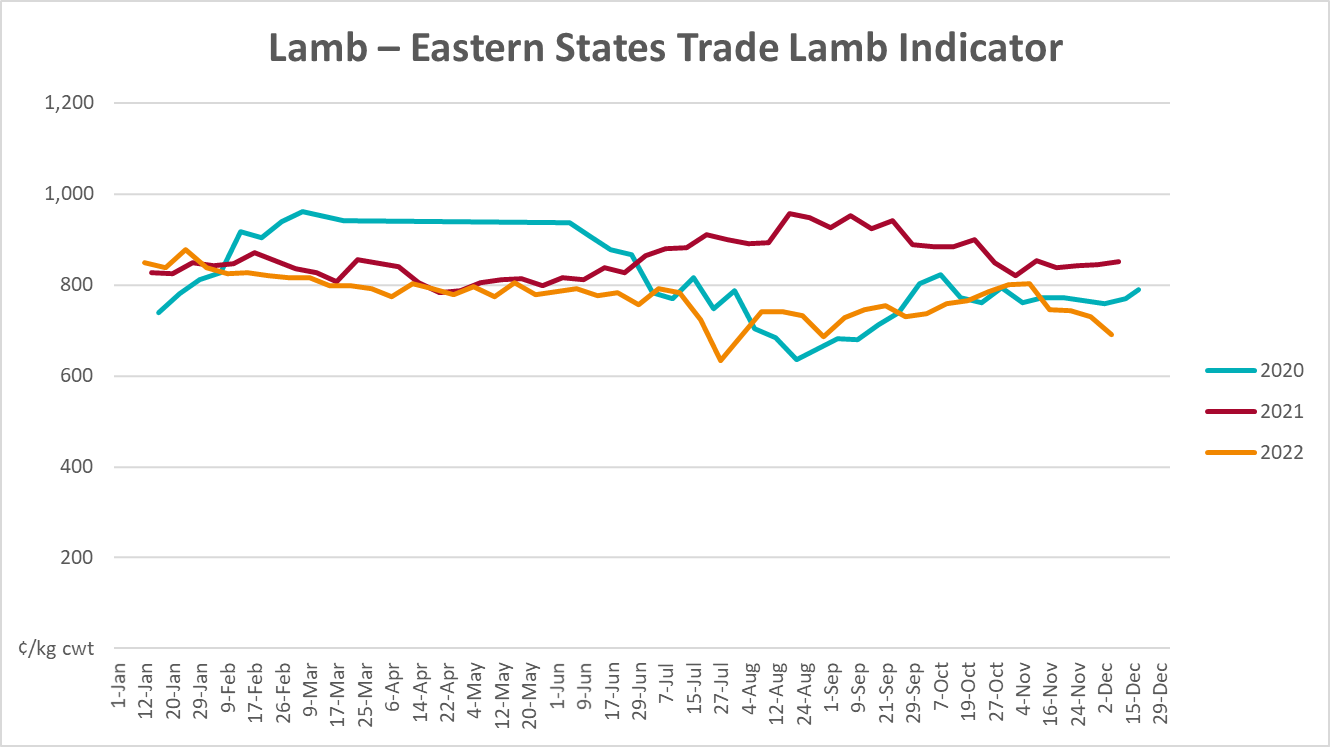 Lamb – Eastern States Trade Lamb Indicator
1,200
1,000
800
600
400
200
¢/kg cwt
1-Jan
12-Jan
20-Jan
29-Jan
9-Feb
17-Feb
26-Feb
9-Mar
17-Mar
25-Mar
6-Apr
14-Apr
22-Apr
4-May
12-May
20-May
1-Jun
9-Jun
14-Jun
29-Jun
7-Jul
15-Jul
27-Jul
4-Aug
12-Aug
24-Aug
1-Sep
9-Sep
21-Sep
29-Sep
7-Oct
19-Oct
27-Oct
4-Nov
16-Nov
24-Nov
2-Dec
15-Dec
29-Dec
2020
2021
2022